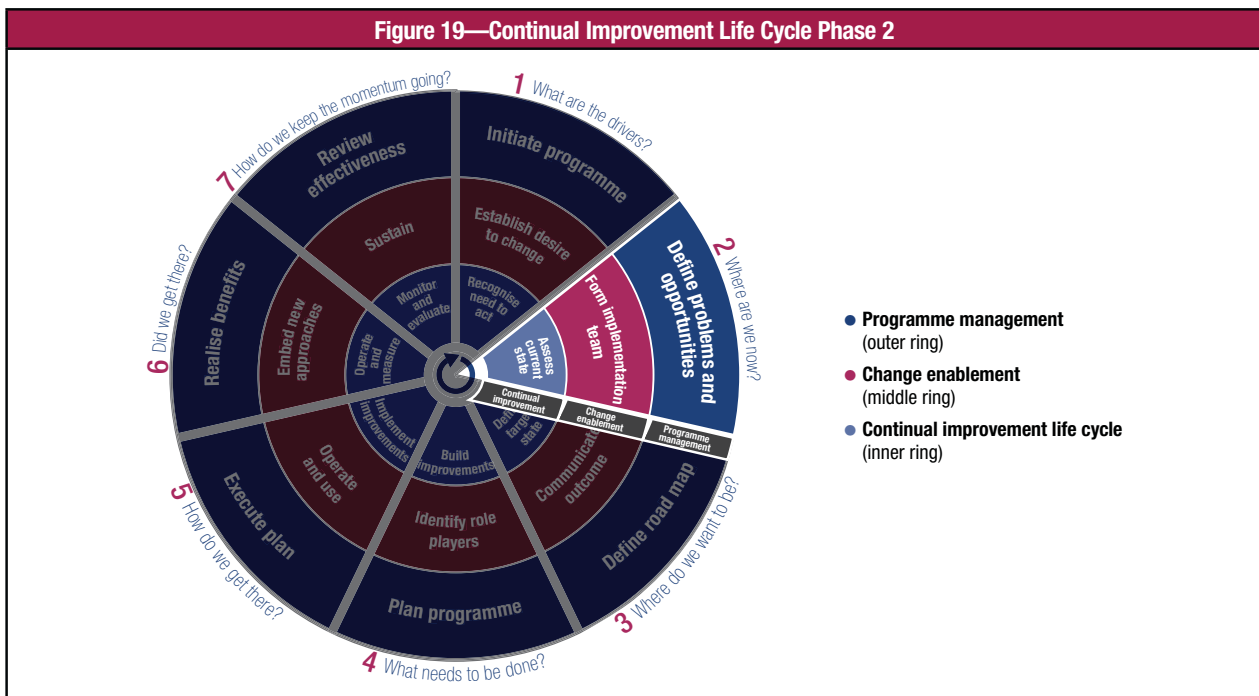 Figure 19—Continual Improvement Life Cycle Phase 2
1 What are the drivers?
Initiate programme
Establish desire
to change
Recognise
need to
act
2 Where are we now?
Define problems and
opportunities
Form implementation
team
Assess
current
state
Continual
improvement
Change
enablement
Programme
management
3 Where do we want to be?
Define road map
Communicate
outcome
Define
target
state
4 What needs to be done?
Plan programme
Identify role
players
Build
improvements
5 How do we get there?
Execute plan
Operate
and use
Implement
improvements
6 Did we get there?
Realise benefits
Embed new
approaches
Operate
and
measure
7 How do we keep the momentum going?
Review
effectiveness
Sustain
Monitor
and
evaluate
• Programme management
(outer ring)
• Change enablement
(middle ring)
• Continual improvement life cycle
(inner ring)